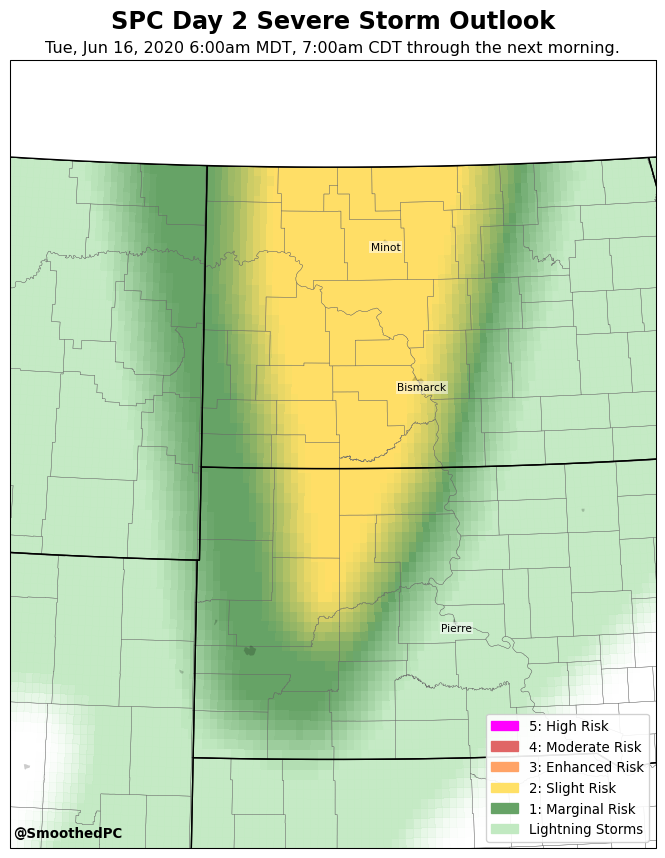 SPC Day 2 Severe Storm Outlook
Tue, Jun 16, 2020 6:00am MDT, 7:00am CDT through the next morning.
Minot
Bismarck
Pierre
5: High Risk
4: Moderate Risk
3: Enhanced Risk
2: Slight Risk
1: Marginal Risk
Lightning Storms
@SmoothedPC